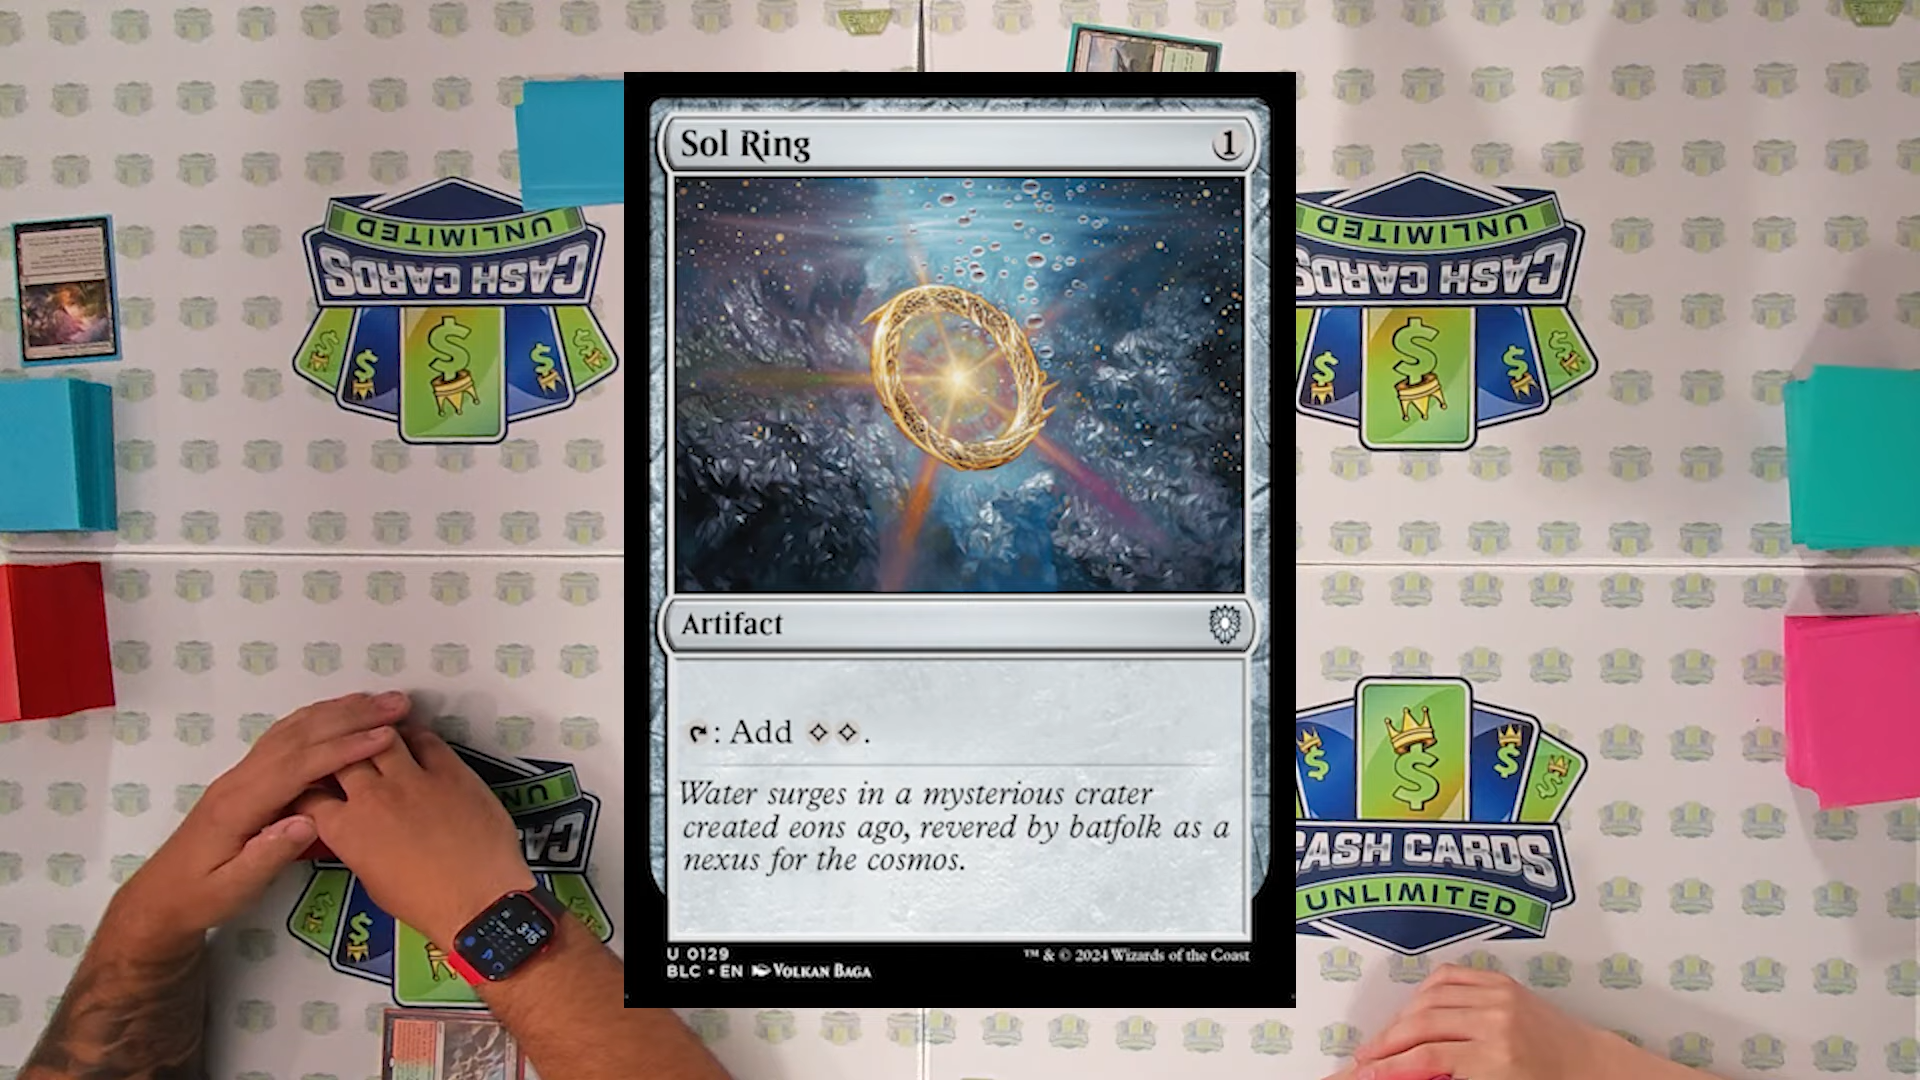 Sol Ring 1
Artifact
: Add .
Water surges in a mysterious crater
created eons ago, revered by batfolk as a
nexus for the cosmos.
U 0129
BLC • EN VOLKAN BAGA
™ & © 2024 Wizards of the Coast
UNLIMITED
CASH CARDS
$
$
$
$
$
UNLIMITED
CASH CARDS
$
$
$
$
3:15
$
$
$
$
CASH CARDS
UNLIMITED